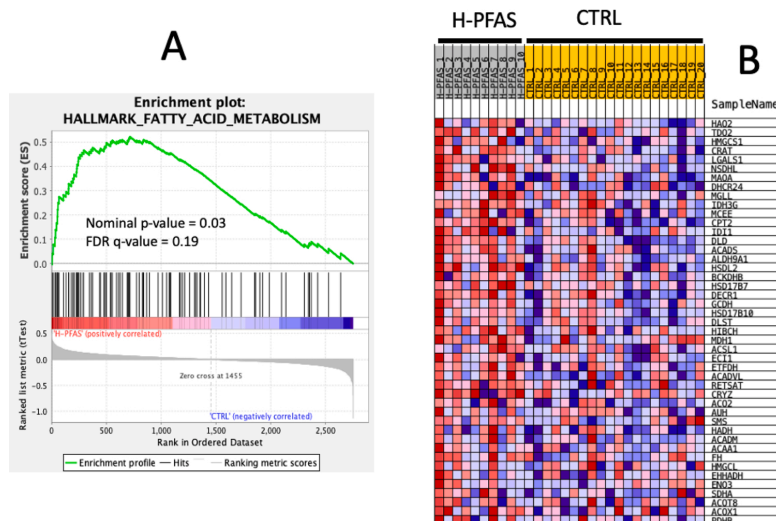 A
Enrichment plot:
HALLMARK_FATTY_ACID_METABOLISM
Enrichment score (ES)
0.5
0.4
0.3
0.2
0.1
0.0
Nominal p-value = 0.03
FDR q-value = 0.19
Ranked list metric (tTest)
0.5
0.0
-0.5
-1.0
'H-PFAS' (positively correlated)
Zero cross at 1455
'CTRL' (negatively correlated)
0 500 1,000 1,500 2,000 2,500
Rank in Ordered Dataset
Enrichment profile Hits Ranking metric scores
H-PFAS CTRL
B
H-PFAS_1
H-PFAS_2
H-PFAS_3
H-PFAS_4
H-PFAS_5
H-PFAS_6
H-PFAS_7
H-PFAS_8
H-PFAS_9
H-PFAS_10
CTRL_1
CTRL_2
CTRL_3
CTRL_4
CTRL_5
CTRL_6
CTRL_7
CTRL_8
CTRL_9
CTRL_10
CTRL_11
CTRL_12
CTRL_13
CTRL_14
CTRL_15
CTRL_16
CTRL_17
CTRL_18
CTRL_19
CTRL_20
SampleName
HAO2
TDO2
HMGCS1
CRAT
LGALS1
NSDHL
MAOA
DHCR24
MGLL
IDH3G
MCEE
CPT2
IDI1
DLD
ACADS
ALDH9A1
HSDL2
BCKDHB
HSD17B7
DECR1
GCDH
HSD17B10
DLST
HIBCH
MDH1
ACSL1
ECI1
ETFDH
ACADVL
RETSAT
CRYZ
ACO2
AUH
SMS
HADH
ACADM
ACAA1
FH
HMGCL
EHHADH
ENO3
SDHA
ACOT8
ACOX1